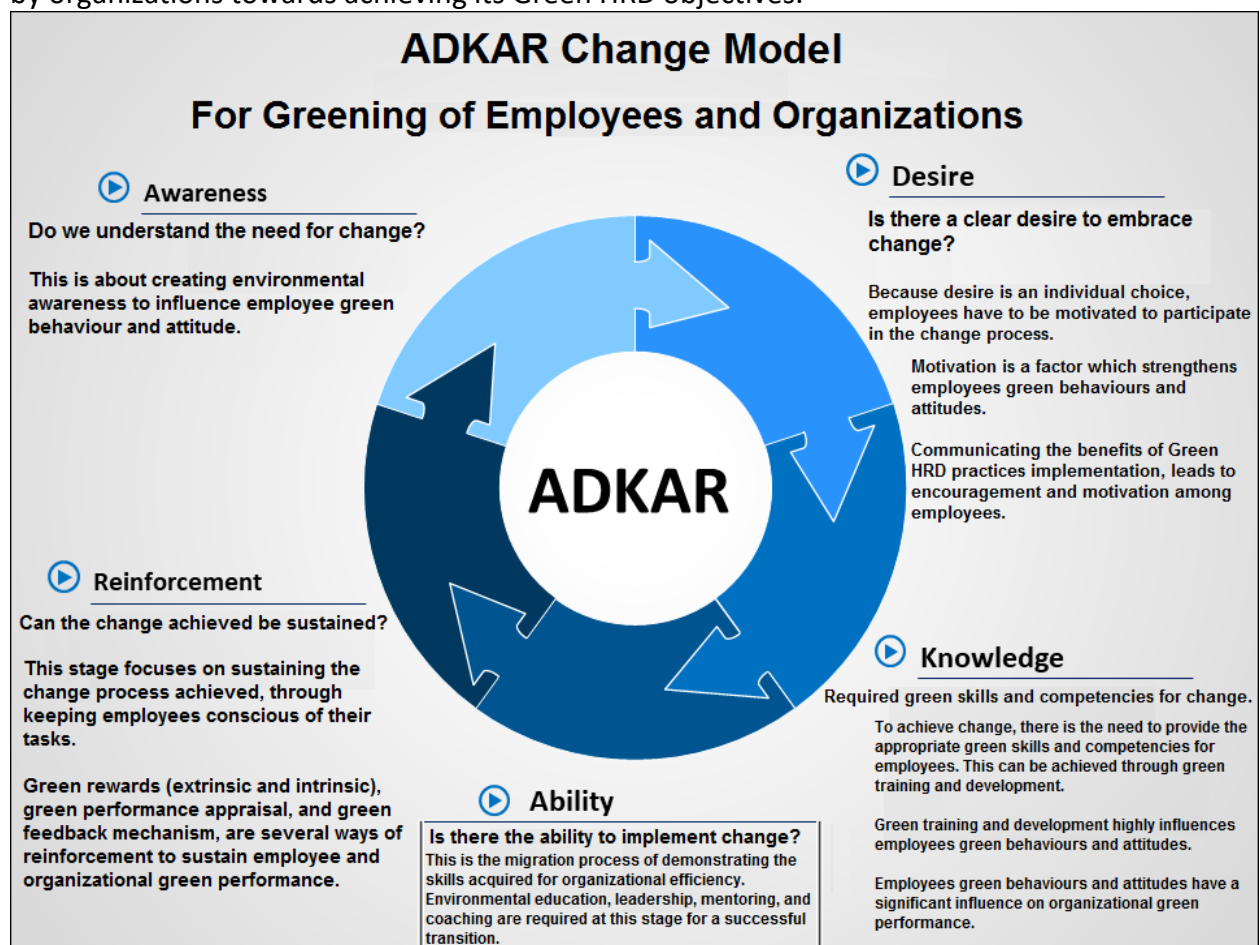 by organizations towards achieving its Green HRD objectives.
ADKAR Change Model
For Greening of Employees and Organizations
Awareness
Do we understand the need for change?
This is about creating environmental
awareness to influence employee green
behaviour and attitude.
Desire
Is there a clear desire to embrace
change?
Because desire is an individual choice,
employees have to be motivated to participate
in the change process.
Motivation is a factor which strengthens
employees green behaviours and
attitudes.
Communicating the benefits of Green
HRD practices implementation, leads to
encouragement and motivation among
employees.
ADKAR
Reinforcement
Can the change achieved be sustained?
This stage focuses on sustaining the
change process achieved, through
keeping employees conscious of their
tasks.
Green rewards (extrinsic and intrinsic),
green performance appraisal, and green
feedback mechanism, are several ways of
reinforcement to sustain employee and
organizational green performance.
Knowledge
Required green skills and competencies for change.
To achieve change, there is the need to provide the
appropriate green skills and competencies for
employees. This can be achieved through green
training and development.
Green training and development highly influences
employees green behaviours and attitudes.
Employees green behaviours and attitudes have a
significant influence on organizational green
performance.
Ability
Is there the ability to implement change?
This is the migration process of demonstrating the
skills acquired for organizational efficiency.
Environmental education, leadership, mentoring, and
coaching are required at this stage for a successful
transition.